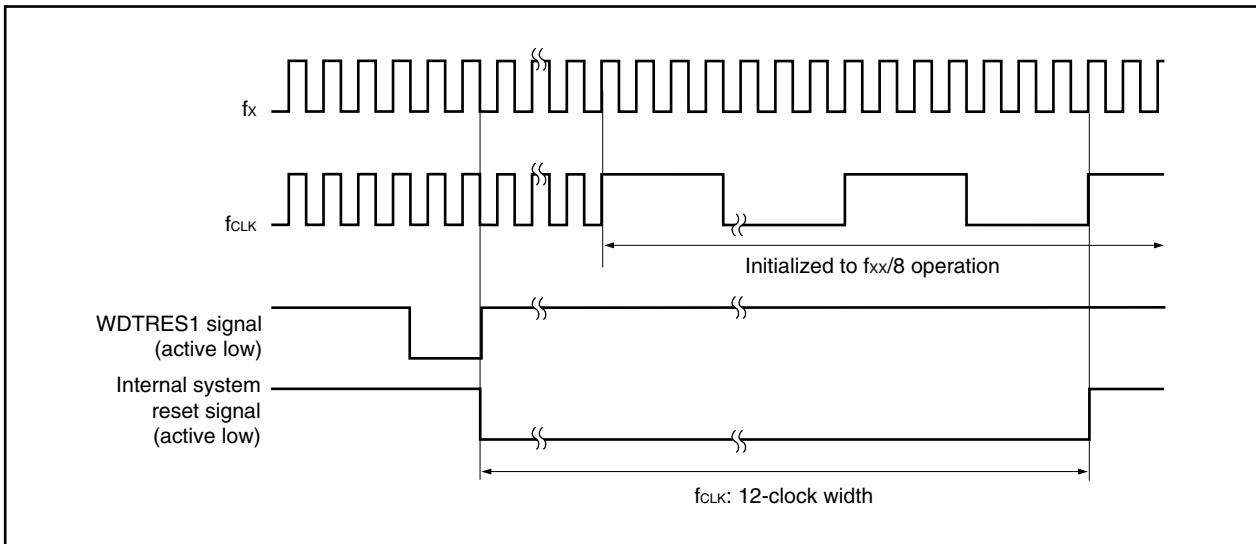 fX
fCLK
Initialized to fXX/8 operation
WDTRES1 signal
(active low)
Internal system
reset signal
(active low)
fCLK: 12-clock width